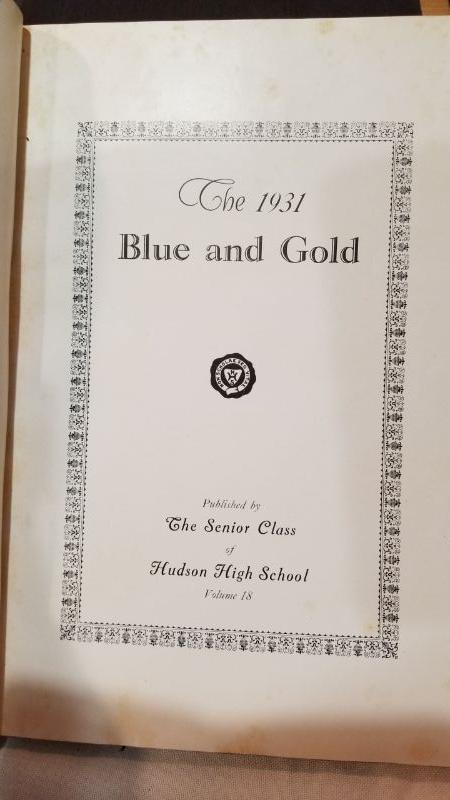 The 1931
Blue and Gold
Published by
The Senior Class
of
Hudson High School
Volume 18